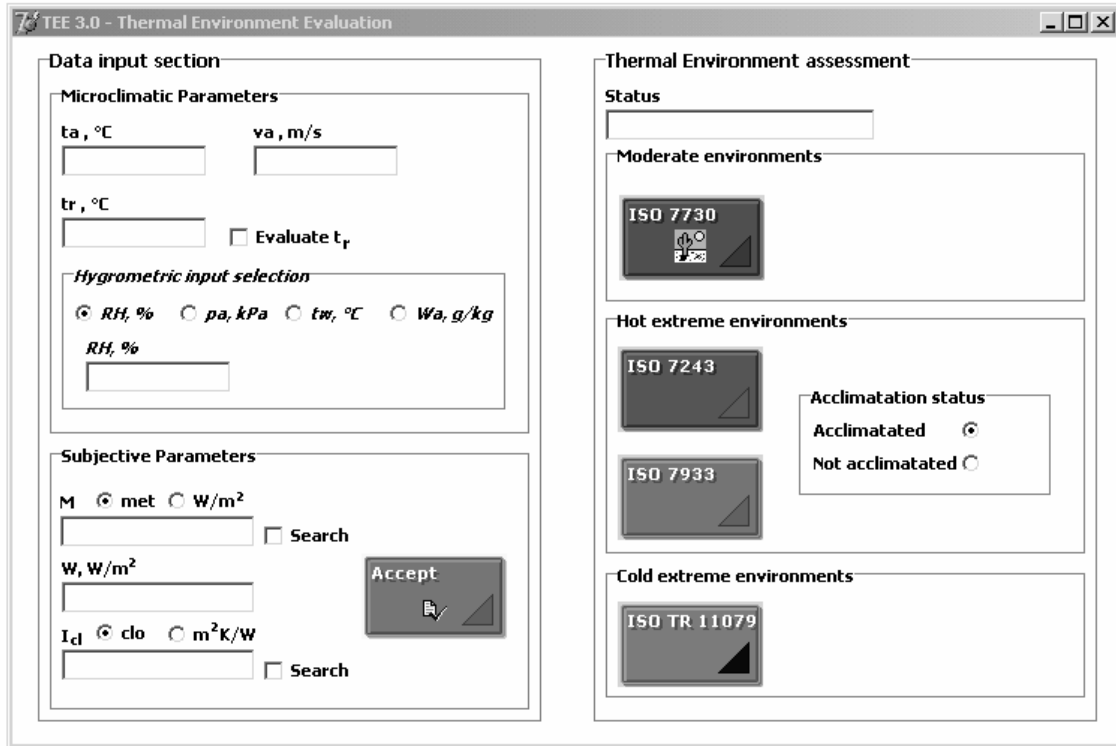 TEE 3.0 - Thermal Environment Evaluation
Data input section
Microclimatic Parameters
ta , °C
va , m/s
tr , °C
Evaluate tr
Hygrometric input selection
RH, % pa, kPa tw, °C Wa, g/kg
RH, %
Subjective Parameters
M met W/m²
Search
W, W/m²
Accept
Icl clo m²K/W
Search
Thermal Environment assessment
Status
Moderate environments
ISO 7730
Hot extreme environments
ISO 7243
Acclimatation status
Acclimatated
Not acclimatated
ISO 7933
Cold extreme environments
ISO TR 11079